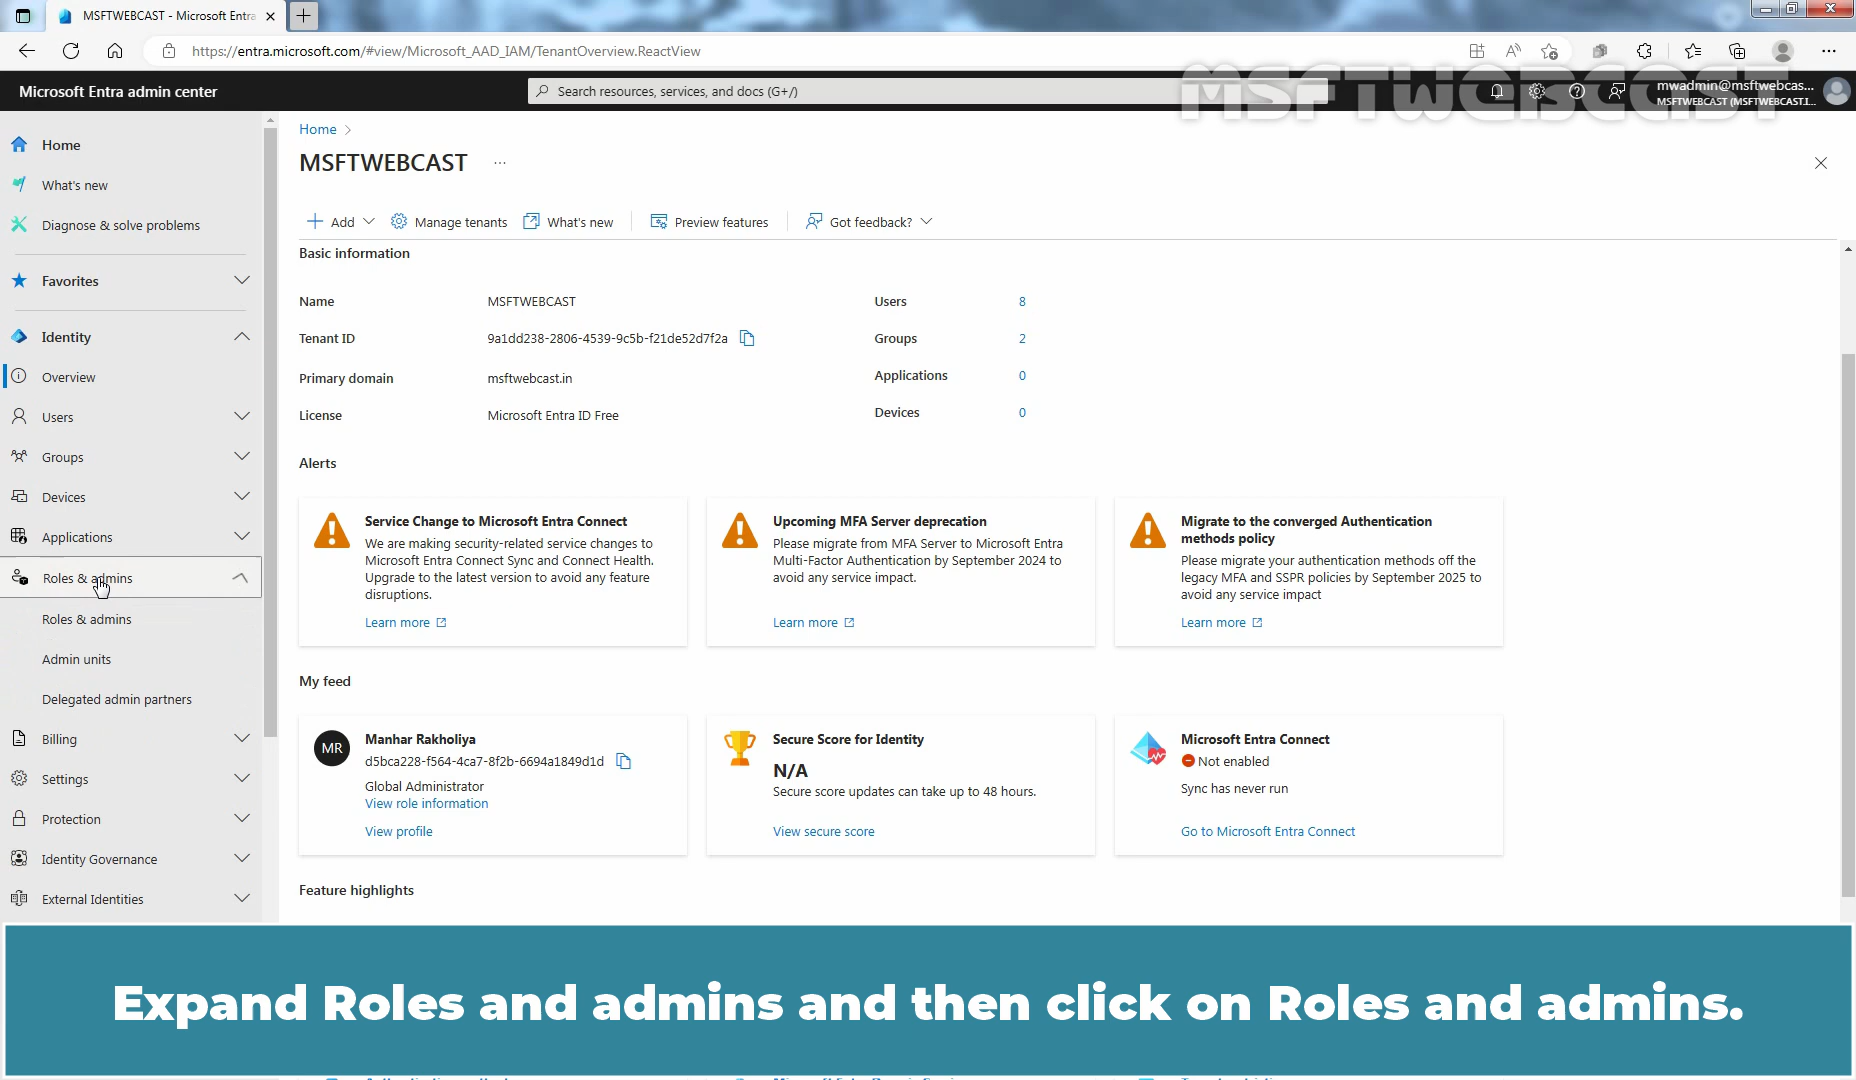 MSFTWEBCAST - Microsoft Entra
https://entra.microsoft.com/#view/Microsoft_AAD_IAM/TenantOverview.ReactView
MSFTWEBCAST
Microsoft Entra admin center
Search resources, services, and docs (G+/)
mwadmin@msftwebcas...
MSFTWEBCAST (MSFTWEBCAST.I...
Home
What's new
Diagnose & solve problems
Favorites
Identity
Overview
Users
Groups
Devices
Applications
Roles & admins
Roles & admins
Admin units
Delegated admin partners
Billing
Settings
Protection
Identity Governance
External Identities
Home
MSFTWEBCAST ...
Add
Manage tenants
What's new
Preview features
Got feedback?
Basic information
Name MSFTWEBCAST Users 8
Tenant ID 9a1dd238-2806-4539-9c5b-f21de52d7f2a Groups 2
Primary domain msftwebcast.in Applications 0
License Microsoft Entra ID Free Devices 0
Alerts
Service Change to Microsoft Entra Connect
We are making security-related service changes to
Microsoft Entra Connect Sync and Connect Health.
Upgrade to the latest version to avoid any feature
disruptions.
Learn more
Upcoming MFA Server deprecation
Please migrate from MFA Server to Microsoft Entra
Multi-Factor Authentication by September 2024 to
avoid any service impact.
Learn more
Migrate to the converged Authentication
methods policy
Please migrate your authentication methods off the
legacy MFA and SSPR policies by September 2025 to
avoid any service impact
Learn more
My feed
MR
Manhar Rakholiya
d5bca228-f564-4ca7-8f2b-6694a1849d1d
Global Administrator
View role information
View profile
Secure Score for Identity
N/A
Secure score updates can take up to 48 hours.
View secure score
Microsoft Entra Connect
Not enabled
Sync has never run
Go to Microsoft Entra Connect
Feature highlights
Expand Roles and admins and then click on Roles and admins.